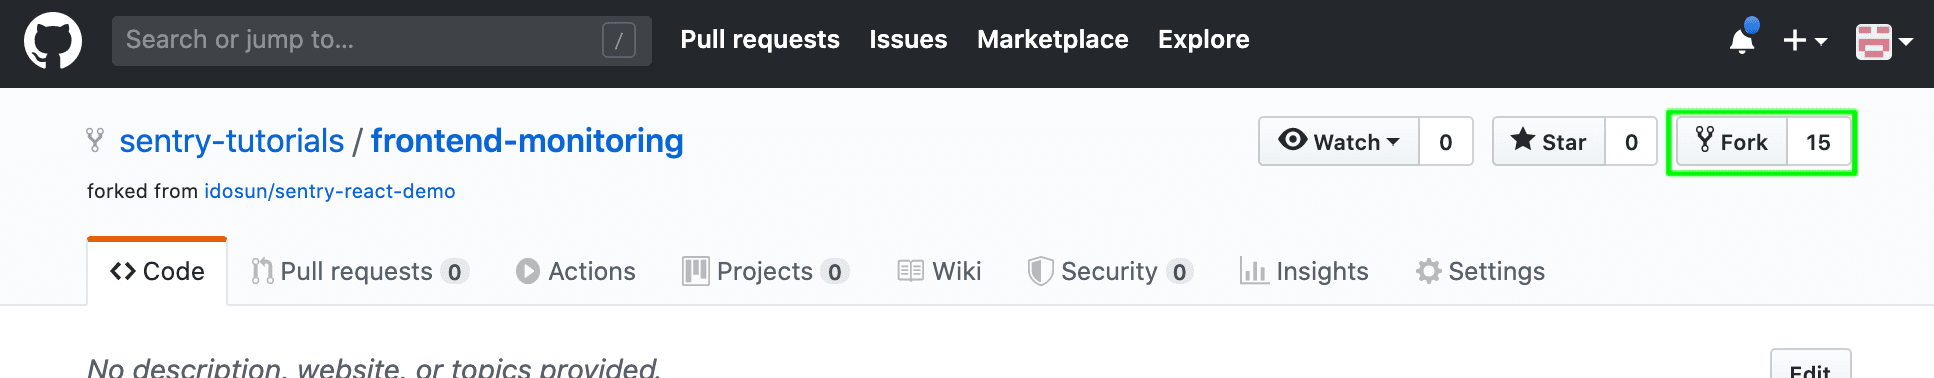 Search or jump to... / Pull requests Issues Marketplace Explore
sentry-tutorials / frontend-monitoring Watch 0 Star 0 Fork 15
forked from idosun/sentry-react-demo
<> Code Pull requests 0 Actions Projects 0 Wiki Security 0 Insights Settings
No description, website, or topics provided. Edit